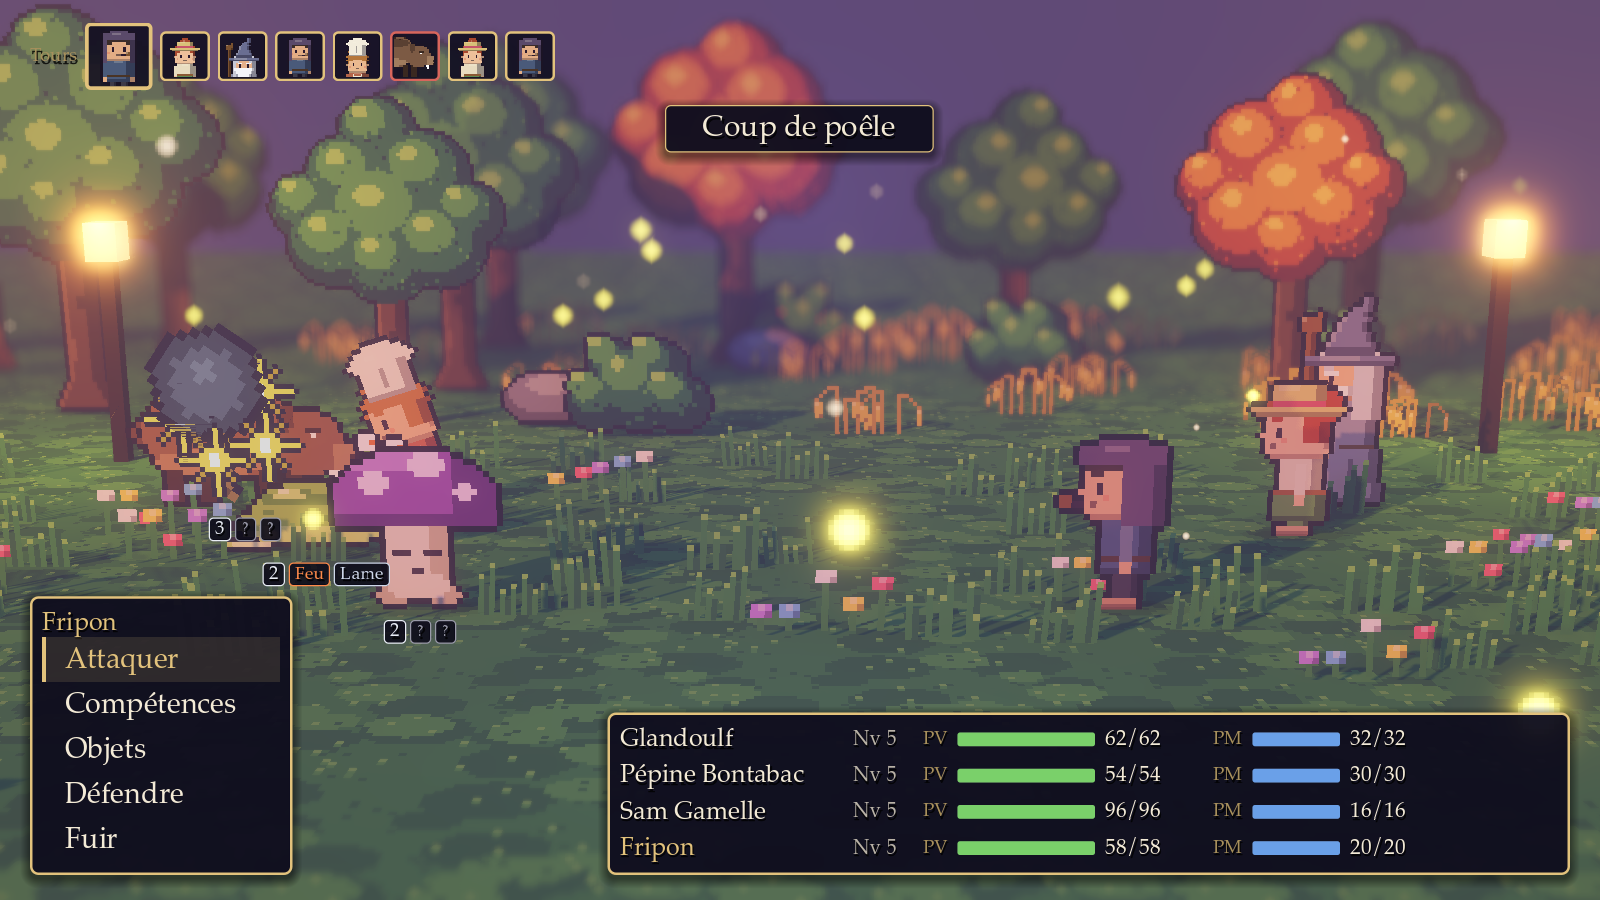 Tours
Coup de poêle
3 ? ?
2 Feu Lame
2 ? ?
Fripon
Attaquer
Compétences
Objets
Défendre
Fuir
Glandoulf Nv 5 PV 62/62 PM 32/32
Pépine Bontabac Nv 5 PV 54/54 PM 30/30
Sam Gamelle Nv 5 PV 96/96 PM 16/16
Fripon Nv 5 PV 58/58 PM 20/20